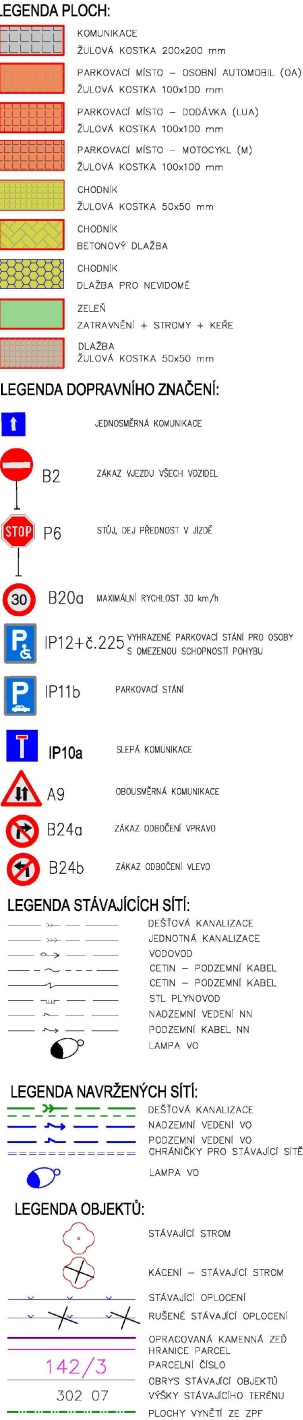 LEGENDA PLOCH:
KOMUNIKACE
ŽULOVÁ KOSTKA 200x200 mm
PARKOVACÍ MÍSTO – OSOBNÍ AUTOMOBIL (OA)
ŽULOVÁ KOSTKA 100x100 mm
PARKOVACÍ MÍSTO – DODÁVKA (LUA)
ŽULOVÁ KOSTKA 100x100 mm
PARKOVACÍ MÍSTO – MOTOCYKL (M)
ŽULOVÁ KOSTKA 100x100 mm
CHODNÍK
ŽULOVÁ KOSTKA 50x50 mm
CHODNÍK
BETONOVÝ DLAŽBA
CHODNÍK
DLAŽBA PRO NEVIDOMÉ
ZELEŇ
ZATRAVNĚNÍ + STROMY + KEŘE
DLAŽBA
ŽULOVÁ KOSTKA 50x50 mm
LEGENDA DOPRAVNÍHO ZNAČENÍ:
JEDNOSMĚRNÁ KOMUNIKACE
B2 ZÁKAZ VJEZDU VŠECH VOZIDEL
STOP P6 STŮJ, DEJ PŘEDNOST V JÍZDĚ
30 B20a MAXIMÁLNÍ RYCHLOST 30 km/h
P IP12+č.225 VYHRAZENÉ PARKOVACÍ STÁNÍ PRO OSOBY
S OMEZENOU SCHOPNOSTÍ POHYBU
P IP11b PARKOVACÍ STÁNÍ
IP10a SLEPÁ KOMUNIKACE
A9 OBOUSMĚRNÁ KOMUNIKACE
B24a ZÁKAZ ODBOČENÍ VPRAVO
B24b ZÁKAZ ODBOČENÍ VLEVO
LEGENDA STÁVAJÍCÍCH SÍTÍ:
DEŠŤOVÁ KANALIZACE
JEDNOTNÁ KANALIZACE
VODOVOD
CETIN – PODZEMNÍ KABEL
CETIN – PODZEMNÍ KABEL
STL PLYNOVOD
NADZEMNÍ VEDENÍ NN
PODZEMNÍ KABEL NN
LAMPA VO
LEGENDA NAVRŽENÝCH SÍTÍ:
DEŠŤOVÁ KANALIZACE
NADZEMNÍ VEDENÍ VO
PODZEMNÍ VEDENÍ VO
CHRÁNIČKY PRO STÁVAJÍCÍ SÍTĚ
LAMPA VO
LEGENDA OBJEKTŮ:
STÁVAJÍCÍ STROM
KÁCENÍ – STÁVAJÍCÍ STROM
STÁVAJÍCÍ OPLOCENÍ
RUŠENÉ STÁVAJÍCÍ OPLOCENÍ
OPRACOVANÁ KAMENNÁ ZEĎ
HRANICE PARCEL
142/3 PARCELNÍ ČÍSLO
OBRYS STÁVAJÍCÍ OBJEKTŮ
302 07 VÝŠKY STÁVAJÍCÍHO TERÉNU
PLOCHY VYNĚTÍ ZE ZPF